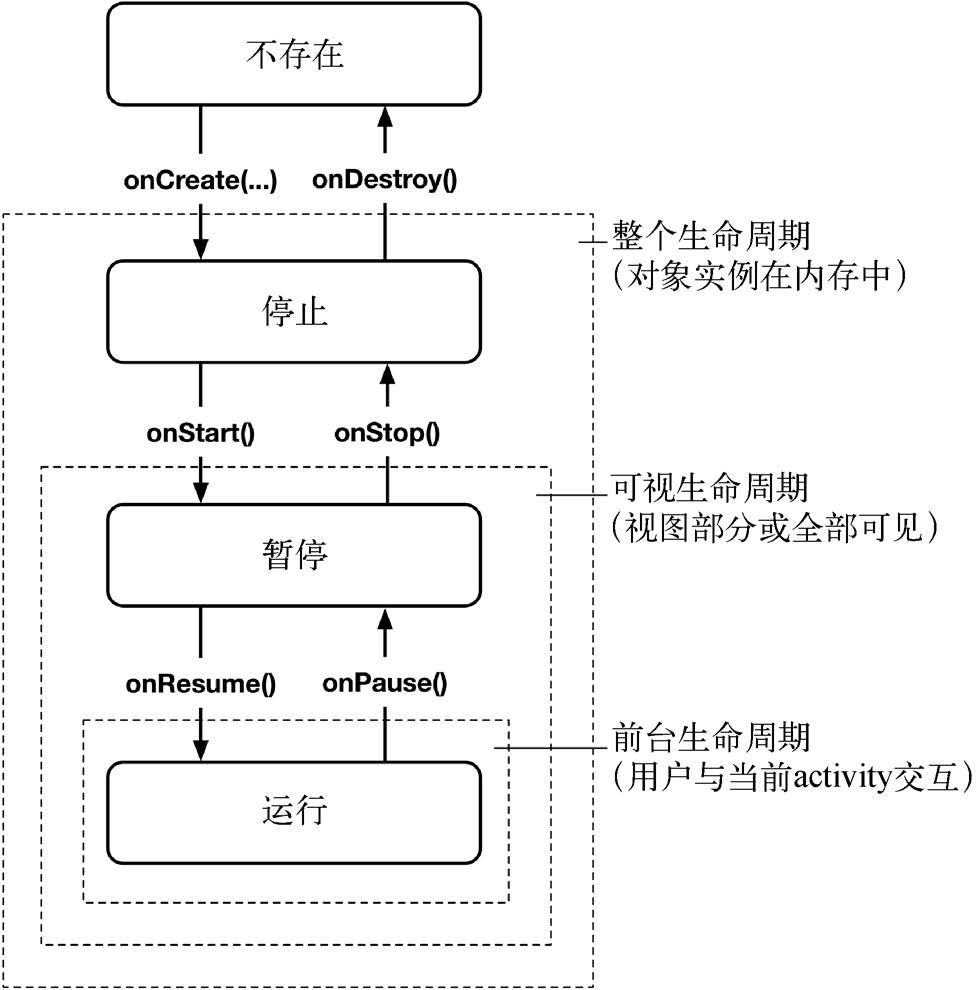 不存在
onCreate(...) onDestroy()
整个生命周期
（对象实例在内存中）
停止
onStart() onStop()
可视生命周期
（视图部分或全部可见）
暂停
onResume() onPause()
前台生命周期
（用户与当前activity交互）
运行